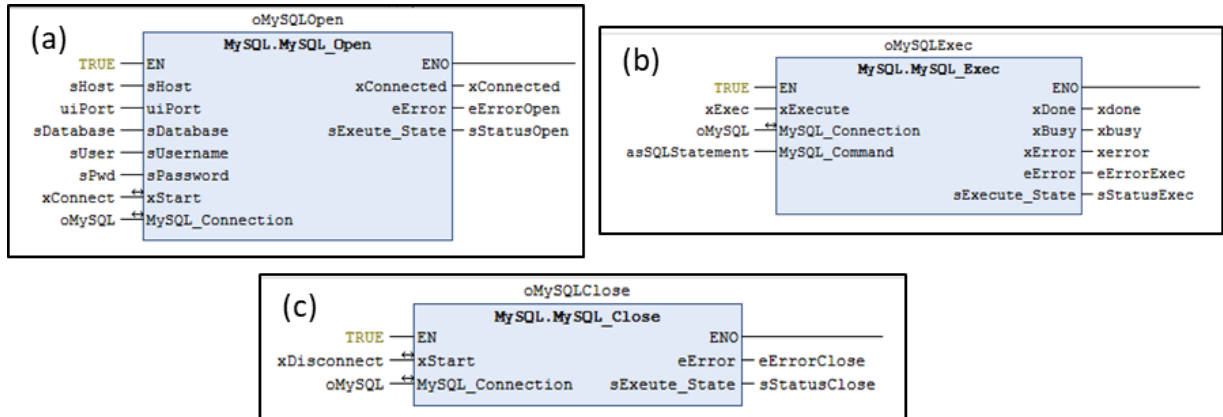 (a)
oMySQLOpen
MySQL.MySQL_Open
TRUE EN ENO
sHost sHost xConnected xConnected
uiPort uiPort eError eErrorOpen
sDatabase sDatabase sExeute_State sStatusOpen
sUser sUsername
sPwd sPassword
xConnect xStart
oMySQL MySQL_Connection
(b)
oMySQLExec
MySQL.MySQL_Exec
TRUE EN ENO
xExec xExecute xDone xdone
oMySQL MySQL_Connection xBusy xbusy
asSQLStatement MySQL_Command xError xerror
eError eErrorExec
sExecute_State sStatusExec
(c)
oMySQLClose
MySQL.MySQL_Close
TRUE EN ENO
xDisconnect xStart eError eErrorClose
oMySQL MySQL_Connection sExeute_State sStatusClose